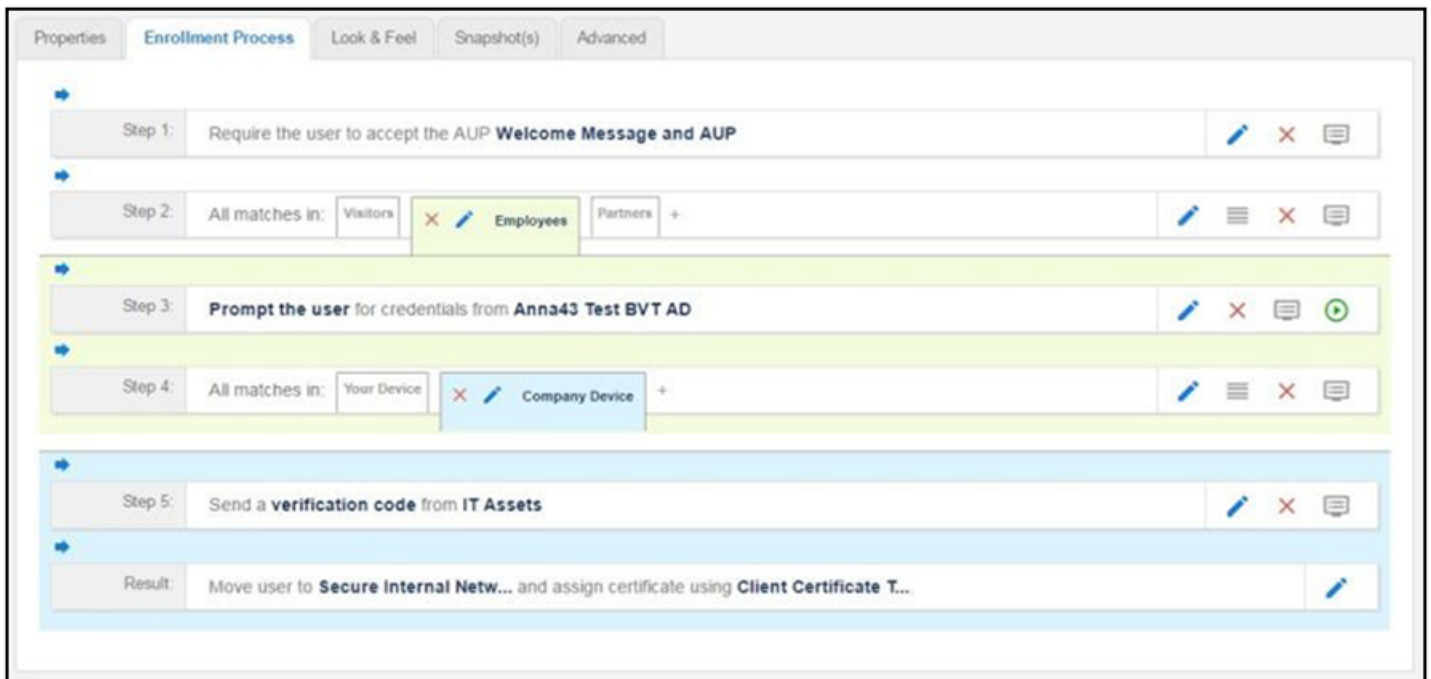 Properties Enrollment Process Look & Feel Snapshot(s) Advanced
Step 1: Require the user to accept the AUP Welcome Message and AUP
Step 2: All matches in: Visitors Employees Partners +
Step 3: Prompt the user for credentials from Anna43 Test BVT AD
Step 4: All matches in: Your Device Company Device +
Step 5: Send a verification code from IT Assets
Result: Move user to Secure Internal Netw... and assign certificate using Client Certificate T...